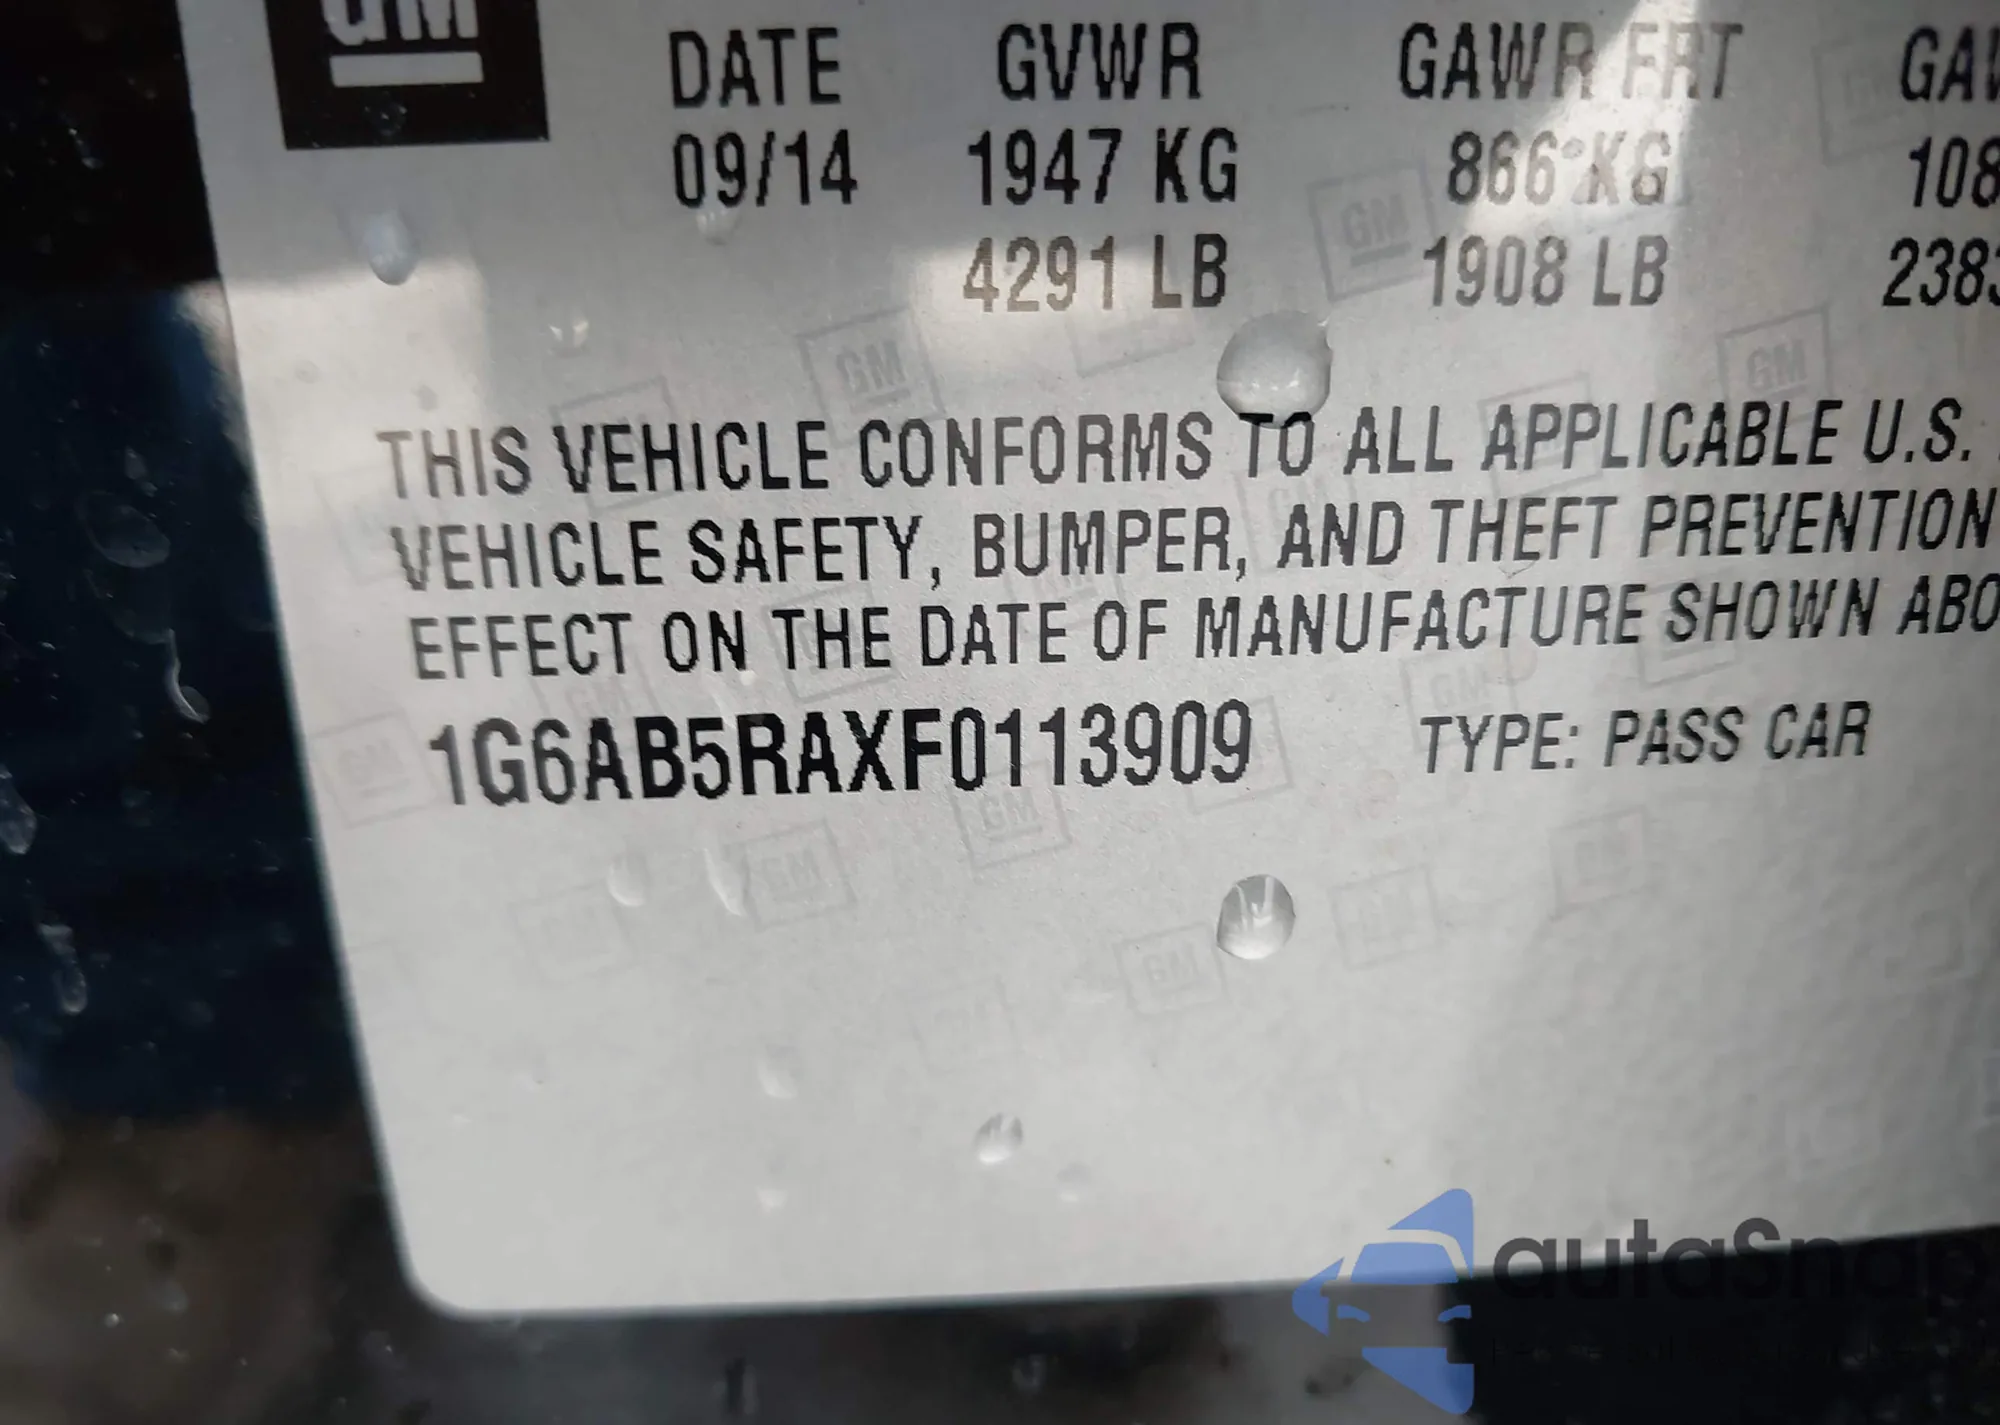 GM
DATE GVWR GAWR FRT
09/14 1947 KG 866 KG
4291 LB 1908 LB
THIS VEHICLE CONFORMS TO ALL APPLICABLE U.S.
VEHICLE SAFETY, BUMPER, AND THEFT PREVENTION
EFFECT ON THE DATE OF MANUFACTURE SHOWN
1G6AB5RAXF0113909 TYPE: PASS CAR
autoSnap